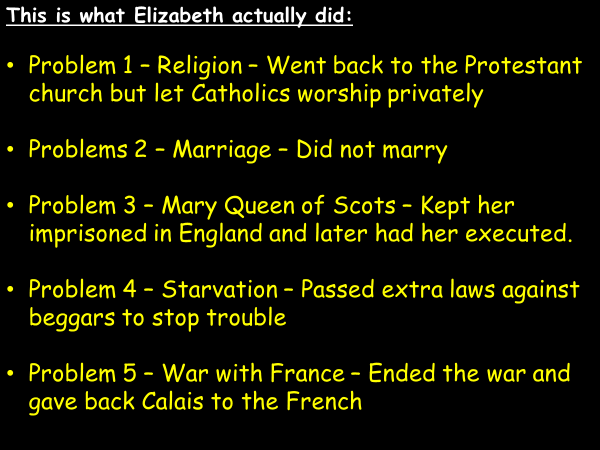 This is what Elizabeth actually did:
• Problem 1 – Religion – Went back to the Protestant
church but let Catholics worship privately
• Problems 2 – Marriage – Did not marry
• Problem 3 – Mary Queen of Scots – Kept her
imprisoned in England and later had her executed.
• Problem 4 – Starvation – Passed extra laws against
beggars to stop trouble
• Problem 5 – War with France – Ended the war and
gave back Calais to the French